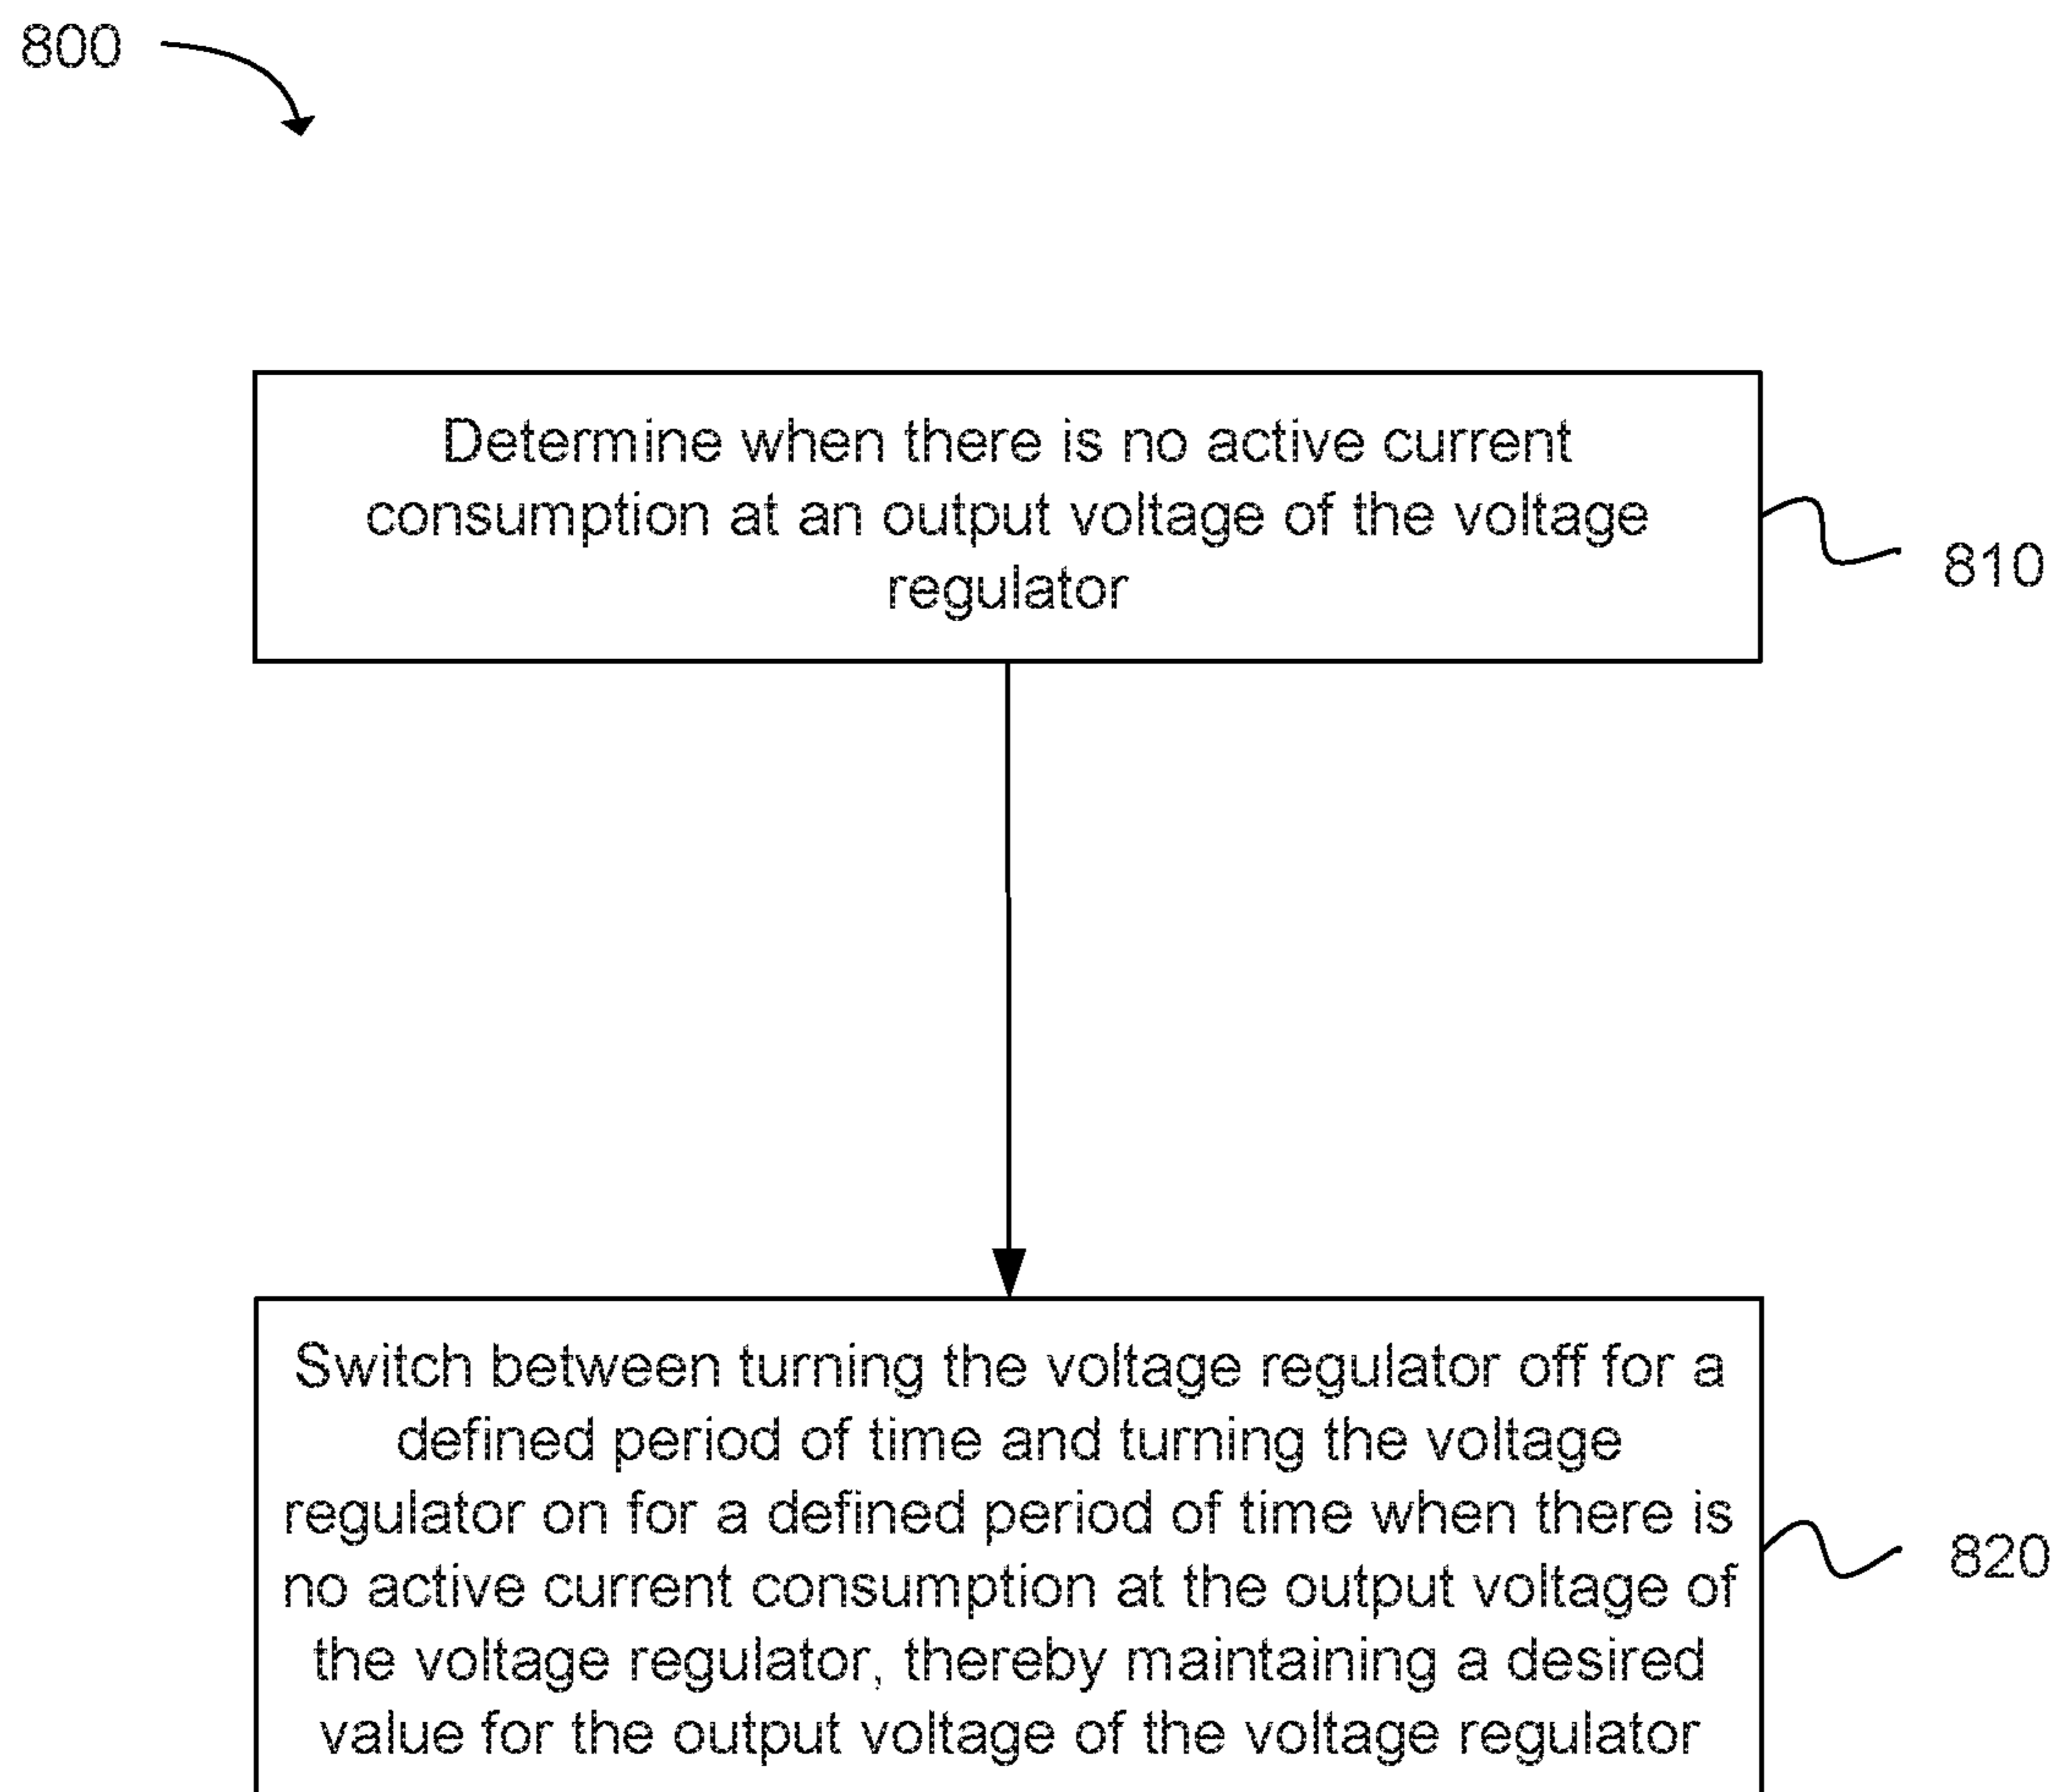 800
Determine when there is no active current
consumption at an output voltage of the voltage
regulator
810
Switch between turning the voltage regulator off for a
defined period of time and turning the voltage
regulator on for a defined period of time when there is
no active current consumption at the output voltage of
the voltage regulator, thereby maintaining a desired
value for the output voltage of the voltage regulator
820